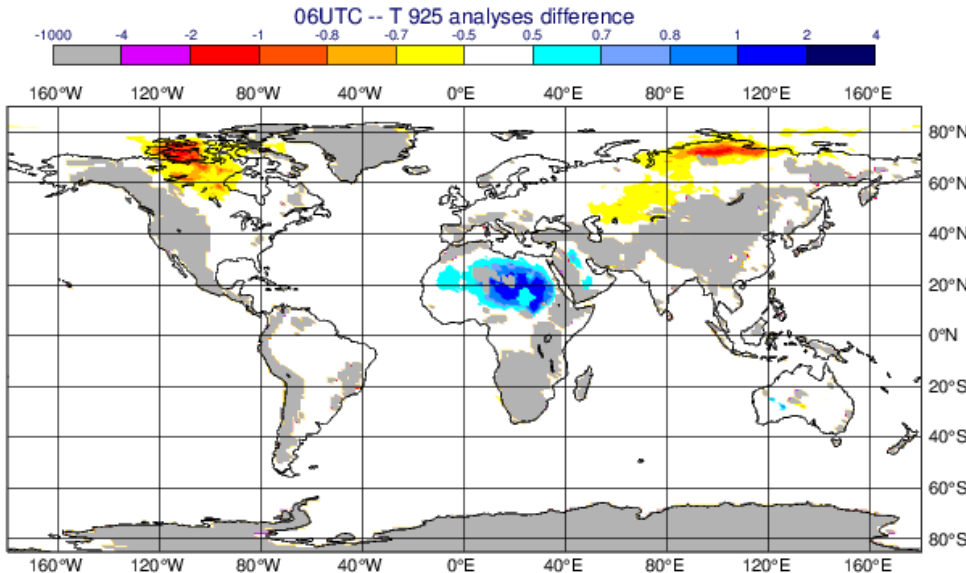 06UTC -- T 925 analyses difference
-1000 -4 -2 -1 -0.8 -0.7 -0.5 0.5 0.7 0.8 1 2 4
160°W 120°W 80°W 40°W 0°E 40°E 80°E 120°E 160°E
80°N
60°N
40°N
20°N
0°N
20°S
40°S
60°S
80°S
160°W 120°W 80°W 40°W 0°E 40°E 80°E 120°E 160°E